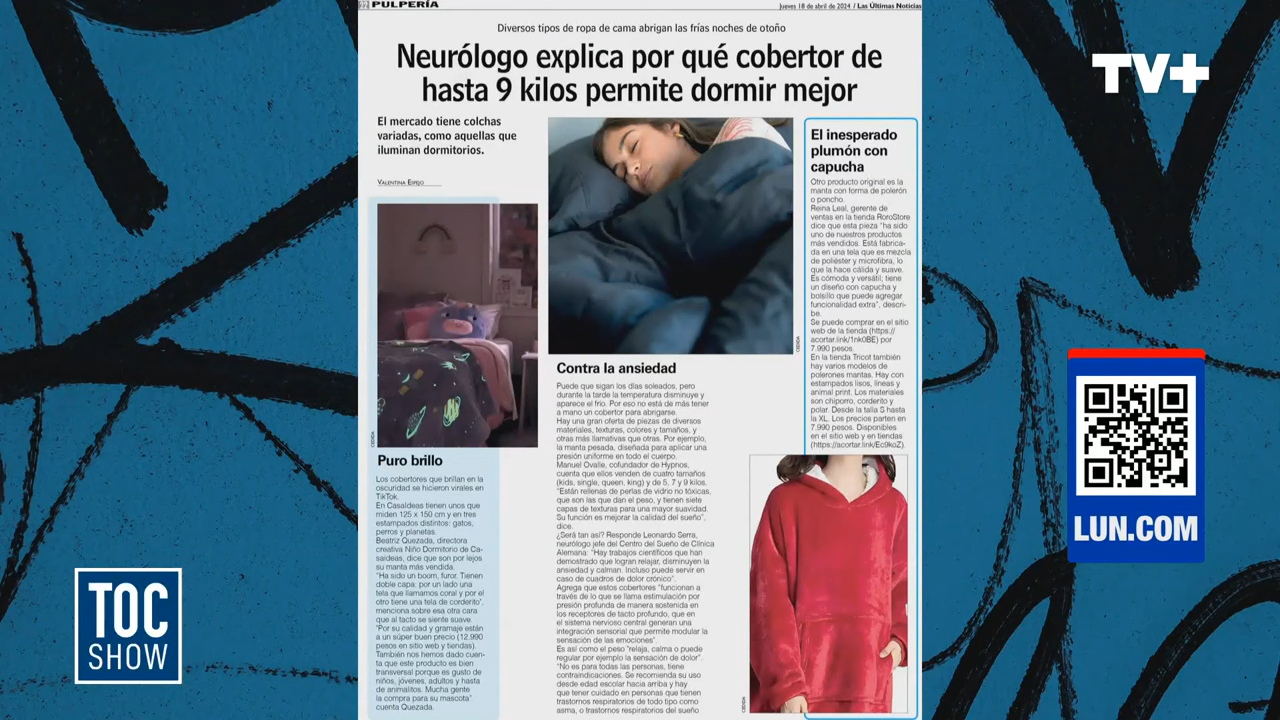 PULPERÍA
Jueves 18 de abril de 2024 / Las Últimas Noticias
Diversos tipos de ropa de cama abrigan las frías noches de otoño
Neurólogo explica por qué cobertor de
hasta 9 kilos permite dormir mejor
El mercado tiene colchas
variadas, como aquellas que
iluminan dormitorios.
VALENTINA ESPEJO
CEDIDA
Puro brillo
Los cobertores que brillan en la
oscuridad se hicieron virales en
TikTok.
En Casaideas tienen unos que
miden 125 x 150 cm y en tres
estampados distintos: gatos,
perros y planetas.
Beatriz Quezada, directora
creativa Niño Dormitorio de Ca-
saideas, dice que son por lejos
su manta más vendida.
"Ha sido un boom, furor. Tienen
doble capa: por un lado una
tela que llamamos coral y por el
otro tiene una tela de corderito",
menciona sobre esa otra cara
que al tacto se siente suave.
"Por su calidad y gramaje están
a un súper buen precio (12.990
pesos en sitio web y tiendas).
También nos hemos dado cuen-
ta que este producto es bien
transversal porque es gusto de
niños, jóvenes, adultos y hasta
de animalitos. Mucha gente
la compra para su mascota"
cuenta Quezada.
CEDIDA
Contra la ansiedad
Puede que sigan los días soleados, pero
durante la tarde la temperatura disminuye y
aparece el frío. Por eso no está de más tener
a mano un cobertor para abrigarse.
Hay una gran oferta de piezas de diversos
materiales, texturas, colores y tamaños, y
otras más llamativas que otras. Por ejemplo,
la manta pesada, diseñada para aplicar una
presión uniforme en todo el cuerpo.
Manuel Ovalle, cofundador de Hypnos,
cuenta que ellos venden de cuatro tamaños
(kids, single, queen, king) y de 5, 7 y 9 kilos.
"Están rellenas de perlas de vidrio no tóxicas,
que son las que dan el peso, y tienen siete
capas de texturas para una mayor suavidad.
Su función es mejorar la calidad del sueño",
dice.
¿Será tan así? Responde Leonardo Serra,
neurólogo jefe del Centro del Sueño de Clínica
Alemana: "Hay trabajos científicos que han
demostrado que logran relajar, disminuyen la
ansiedad y calman. Incluso puede servir en
caso de cuadros de dolor crónico".
Agrega que estos cobertores "funcionan a
través de lo que se llama estimulación por
presión profunda de manera sostenida en
los receptores de tacto profundo, que en
el sistema nervioso central generan una
integración sensorial que permite modular la
sensación de las emociones".
Es así como el peso "relaja, calma o puede
regular por ejemplo la sensación de dolor".
"No es para todas las personas, tiene
contraindicaciones. Se recomienda su uso
desde edad escolar hacia arriba y hay
que tener cuidado en personas que tienen
trastornos respiratorios de todo tipo como
asma, o trastornos respiratorios del sueño
El inesperado
plumón con
capucha
Otro producto original es la
manta con forma de polerón
o poncho.
Reina Leal, gerente de
ventas en la tienda RoroStore
dice que esta pieza "ha sido
uno de nuestros productos
más vendidos. Está fabrica-
da en una tela que es mezcla
de poliéster y microfibra, lo
que la hace cálida y suave.
Es cómoda y versátil; tiene
un diseño con capucha y
bolsillo que puede agregar
funcionalidad extra", descri-
be.
Se puede comprar en el sitio
web de la tienda (https://
acortar.link/1nk0BE) por
7.990 pesos.
En la tienda Tricot también
hay varios modelos de
polerones mantas. Hay con
estampados lisos, líneas y
animal print. Los materiales
son chiporro, corderito y
polar. Desde la talla S hasta
la XL. Los precios parten en
7.990 pesos. Disponibles
en el sitio web y en tiendas
(https://acortar.link/Ec9koZ).
CEDIDA
TV+
LUN.COM
TOC
SHOW